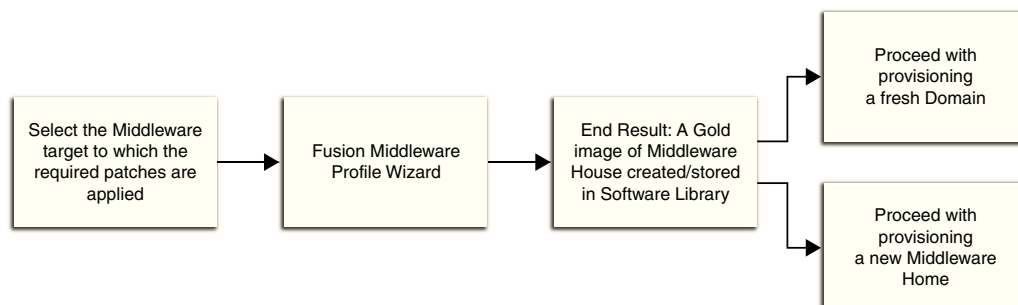 Select the Middleware
target to which the
required patches are
applied
Fusion Middleware
Profile Wizard
End Result: A Gold
image of Middleware
House created/stored
in Software Library
Proceed with
provisioning
a fresh Domain
Proceed with
provisioning
a new Middleware
Home